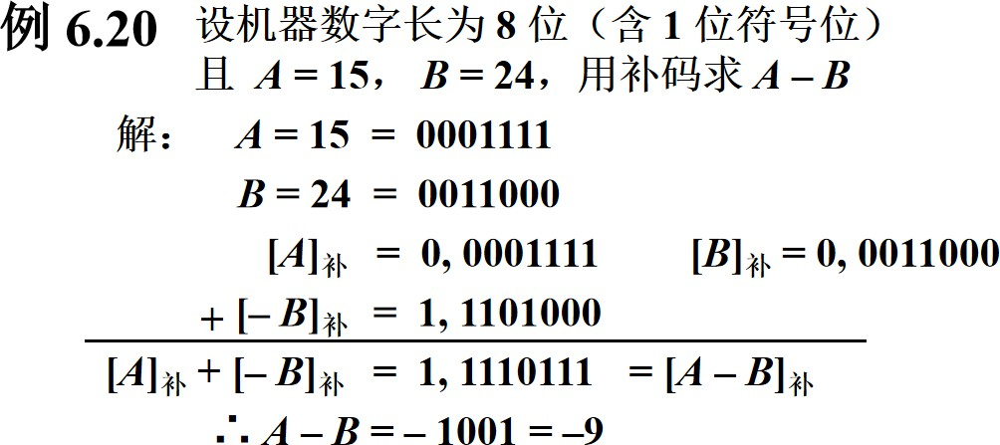 例 6.20 设机器数字长为 8 位（含 1 位符号位）
且 A = 15， B = 24，用补码求 A – B
解： A = 15 = 0001111
B = 24 = 0011000
[A]补 = 0, 0001111 [B]补 = 0, 0011000
+ [– B]补 = 1, 1101000
[A]补 + [– B]补 = 1, 1110111 = [A – B]补
∴ A – B = – 1001 = –9